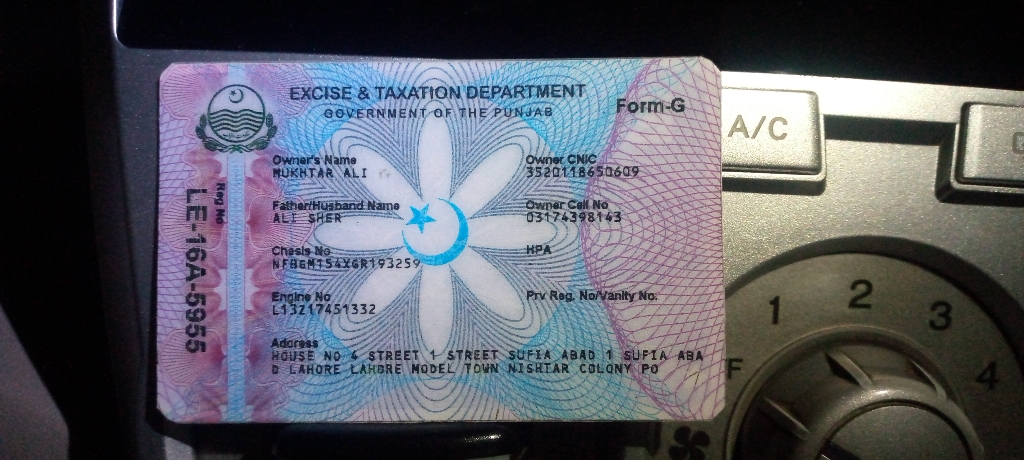 EXCISE & TAXATION DEPARTMENT
GOVERNMENT OF THE PUNJAB
Form-G
Owner's Name
MUKHTAR ALI
Owner CNIC
3520118650609
Father/Husband Name
ALI SHER
Owner Cell No
03174398143
Chasis No
NFBGM154XGR193259
HPA
Engine No
L13Z17451332
Prv Reg. No/Vanity No.
Address
HOUSE NO 4 STREET 1 STREET SUFIA ABAD 1 SUFIA ABA
D LAHORE LAHORE MODEL TOWN NISHTAR COLONY PO
Reg No
LE-16A-5955
A/C
F 1 2 3 4